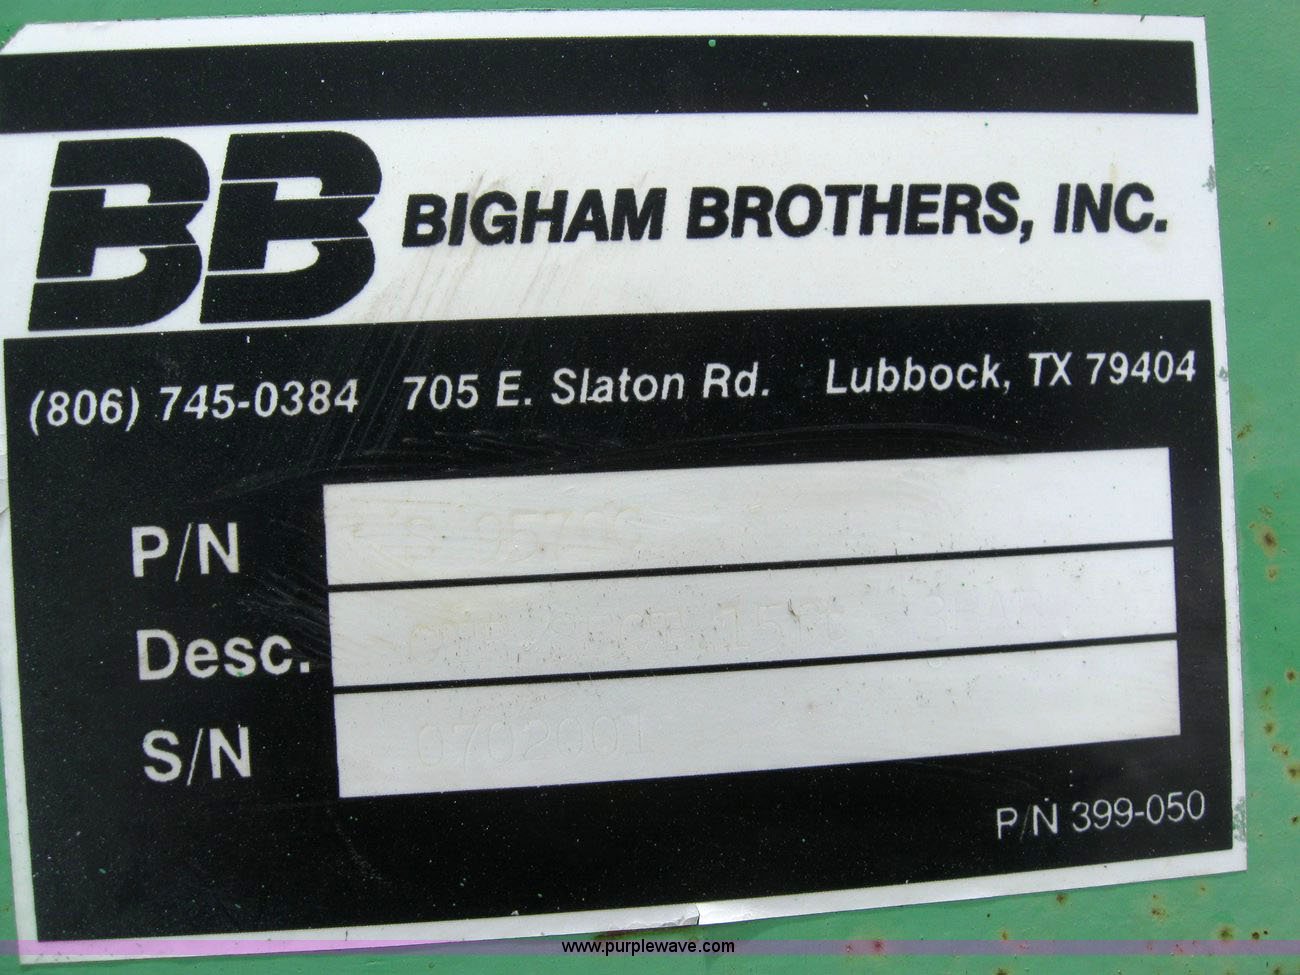 BB BIGHAM BROTHERS, INC.
(806) 745-0384 705 E. Slaton Rd. Lubbock, TX 79404
P/N
Desc. 15ft
S/N 0702001
P/N 399-050
www.purplewave.com